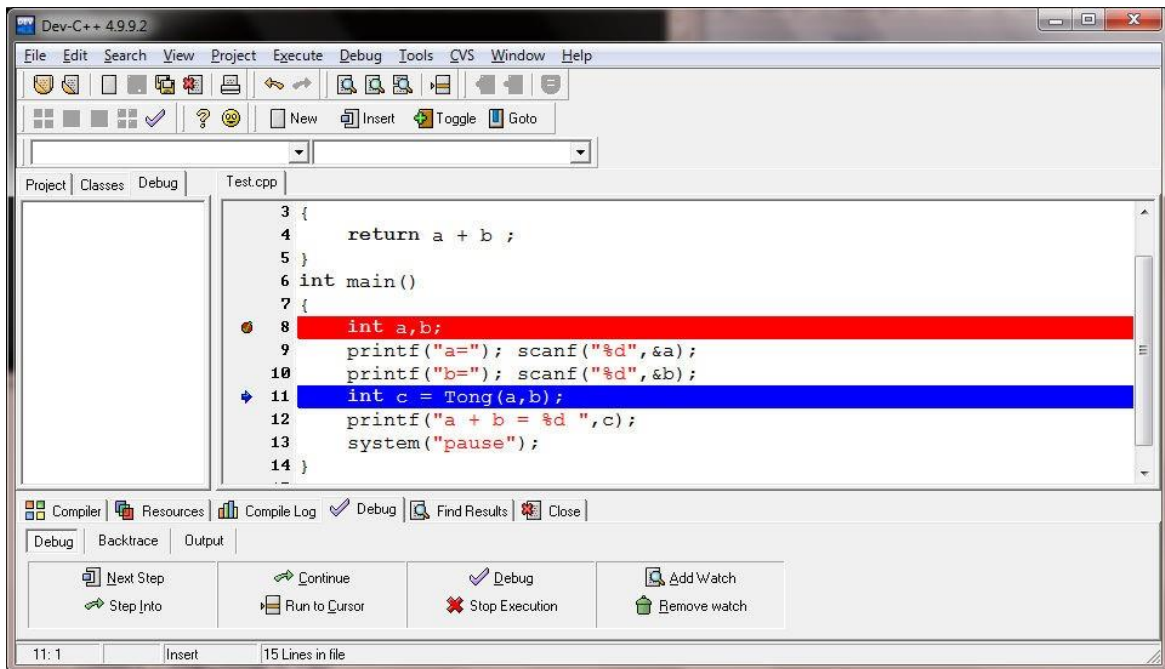 Dev-C++ 4.9.9.2
File Edit Search View Project Execute Debug Tools CVS Window Help
New Insert Toggle Goto
Project Classes Debug Test.cpp
3 {
4 return a + b ;
5 }
6 int main()
7 {
8 int a,b;
9 printf("a="); scanf("%d",&a);
10 printf("b="); scanf("%d",&b);
11 int c = Tong(a,b);
12 printf("a + b = %d ",c);
13 system("pause");
14 }
Compiler Resources Compile Log Debug Find Results Close
Debug Backtrace Output
Next Step Continue Debug Add Watch
Step Into Run to Cursor Stop Execution Remove watch
11: 1 Insert 15 Lines in file